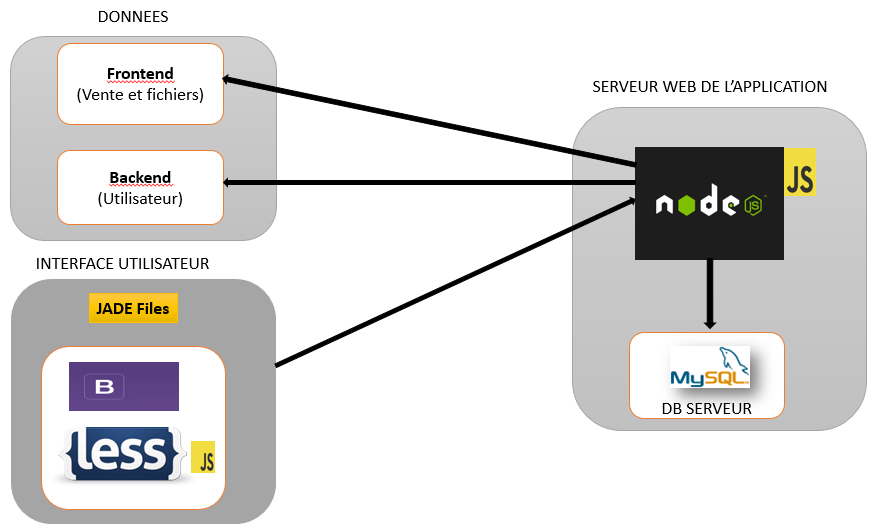 DONNEES
Frontend
(Vente et fichiers)
Backend
(Utilisateur)
INTERFACE UTILISATEUR
JADE Files
B
{less}
JS
SERVEUR WEB DE L’APPLICATION
node
JS
™
JS
MySQL
DB SERVEUR